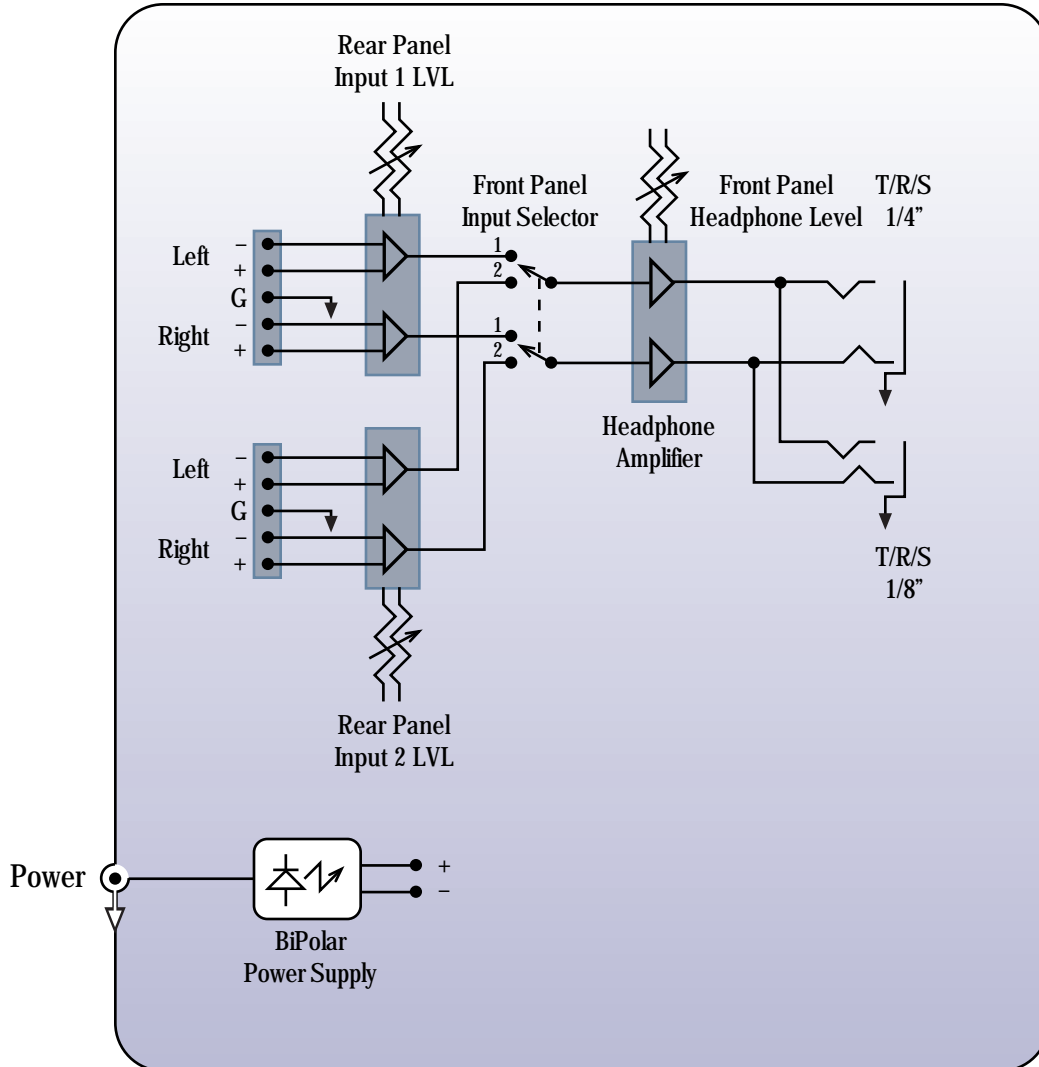 Rear Panel
Input 1 LVL
Front Panel
Input Selector
Front Panel
Headphone Level
T/R/S
1/4”
Left
–
+
G
Right
–
+
1
2
1
2
Headphone
Amplifier
Left
–
+
G
Right
–
+
T/R/S
1/8”
Rear Panel
Input 2 LVL
Power
+
–
BiPolar
Power Supply